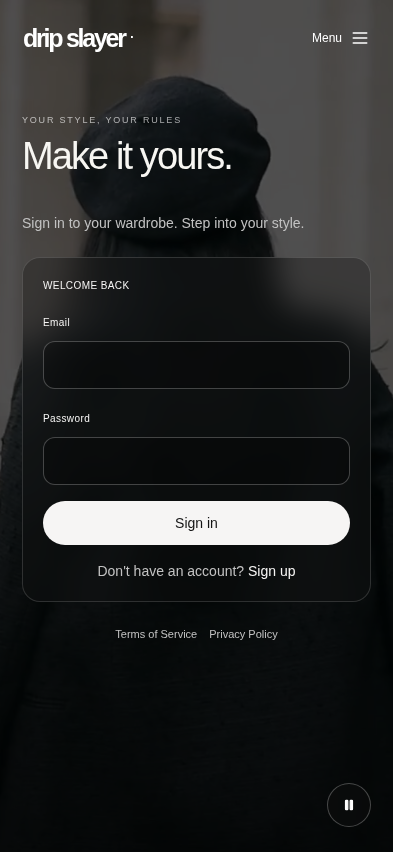 drip slayer
Menu
YOUR STYLE, YOUR RULES
Make it yours.
Sign in to your wardrobe. Step into your style.
WELCOME BACK
Email
Password
Sign in
Don't have an account? Sign up
Terms of Service Privacy Policy